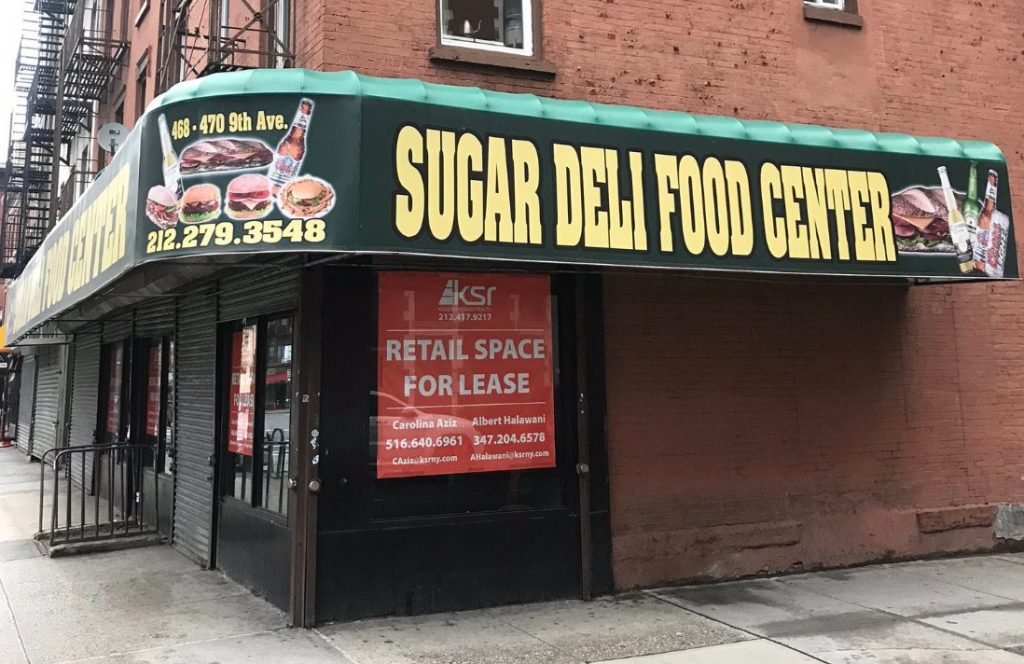 468 - 470 9th Ave.
212.279.3548
SUGAR DELI FOOD CENTER
FOOD CENTER
ksr
212.417.9217
RETAIL SPACE
FOR LEASE
Carolina Aziz Albert Halawani
516.640.6961 347.204.6578
CAziz@ksrny.com AHalawani@ksrny.com